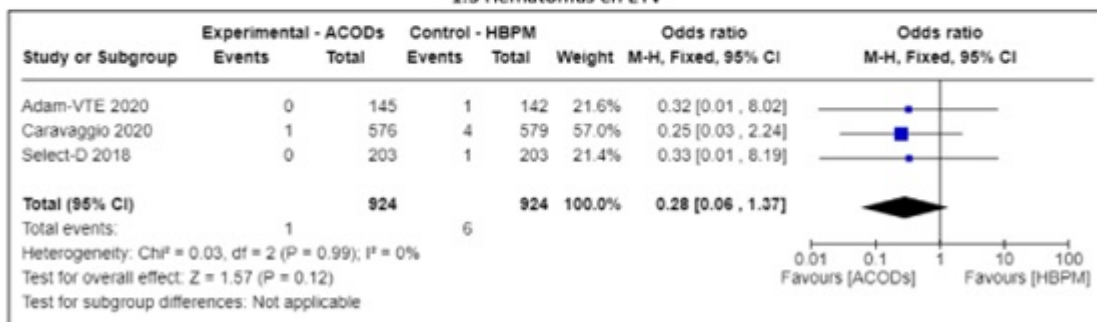 1.5 Hematomas en ETV
Experimental - ACODs Control - HBPM Odds ratio Odds ratio
Study or Subgroup Events Total Events Total Weight M-H, Fixed, 95% CI M-H, Fixed, 95% CI
Adam-VTE 2020 0 145 1 142 21.6% 0.32 [0.01 , 8.02]
Caravaggio 2020 1 576 4 579 57.0% 0.25 [0.03 , 2.24]
Select-D 2018 0 203 1 203 21.4% 0.33 [0.01 , 8.19]
Total (95% CI) 924 924 100.0% 0.28 [0.06 , 1.37]
Total events: 1 6
Heterogeneity: Chi² = 0.03, df = 2 (P = 0.99); I² = 0%
0.01 0.1 1 10 100
Test for overall effect: Z = 1.57 (P = 0.12)
Favours [ACODs] Favours [HBPM]
Test for subgroup differences: Not applicable